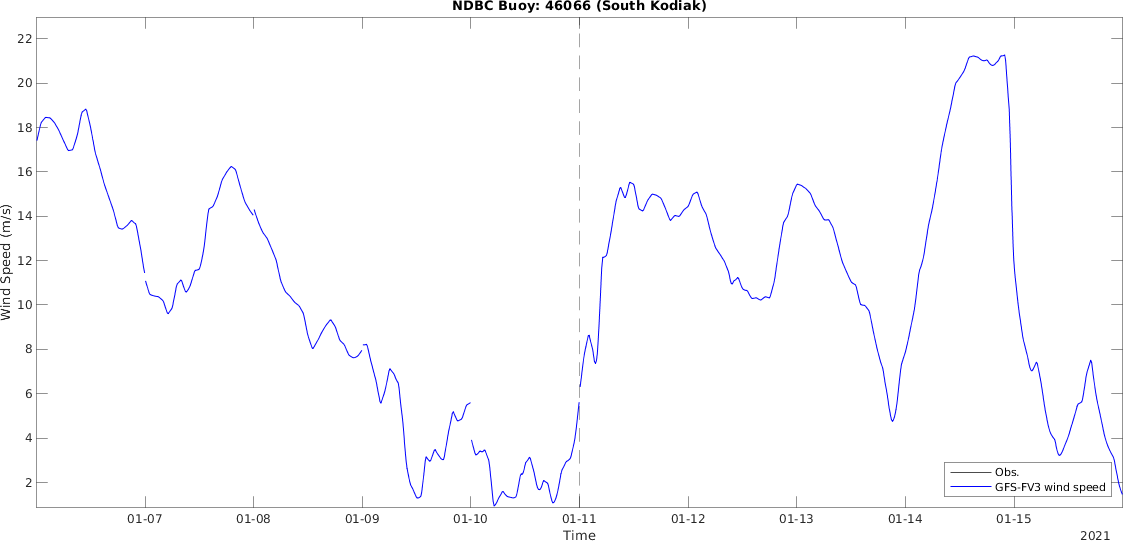 NDBC Buoy: 46066 (South Kodiak)
22
20
18
16
14
12
10
8
6
4
2
Wind Speed (m/s)
Obs.
GFS-FV3 wind speed
01-07 01-08 01-09 01-10 01-11 01-12 01-13 01-14 01-15
Time
2021